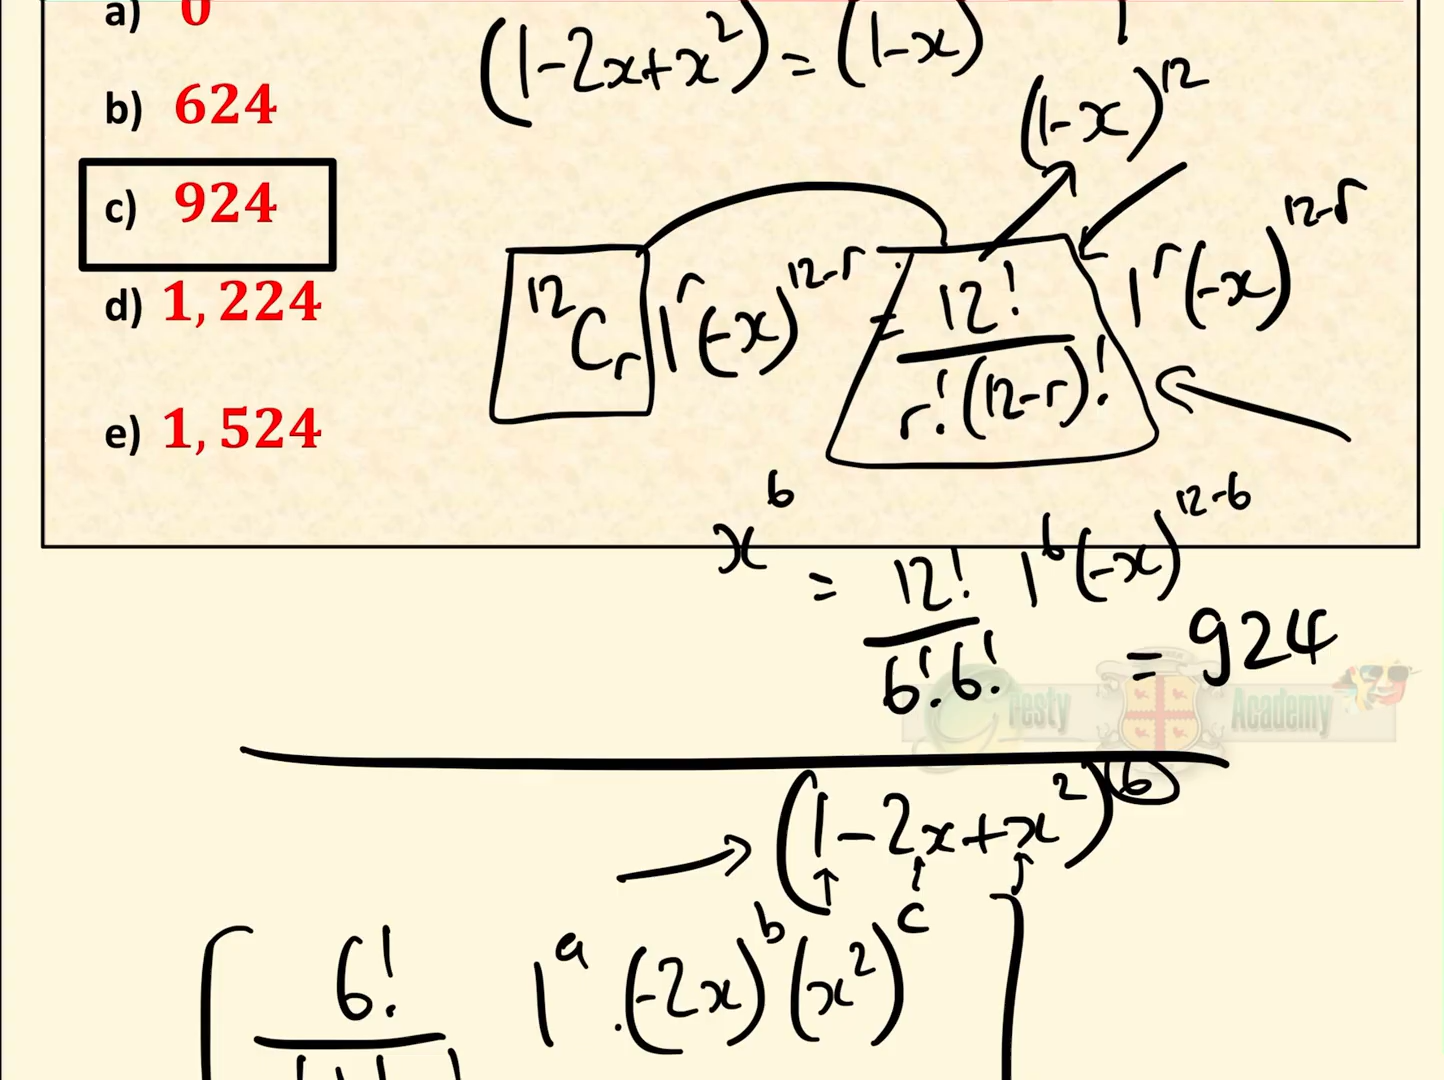 a) 0
(1-2x+x²)=(1-x)
b) 624
(1-x)¹²
c) 924
¹²Cᵣ 1ʳ(-x)¹²⁻ʳ = 12!/r!(12-r)! 1ʳ(-x)¹²⁻ʳ
d) 1,224
e) 1,524
x⁶ = 12!/6!6! 1⁶(-x)¹²⁻⁶ = 924
resty Academy
(1-2x+x²)⁶
a b c
[6! 1ᵃ.(-2x)ᵇ(x²)ᶜ]